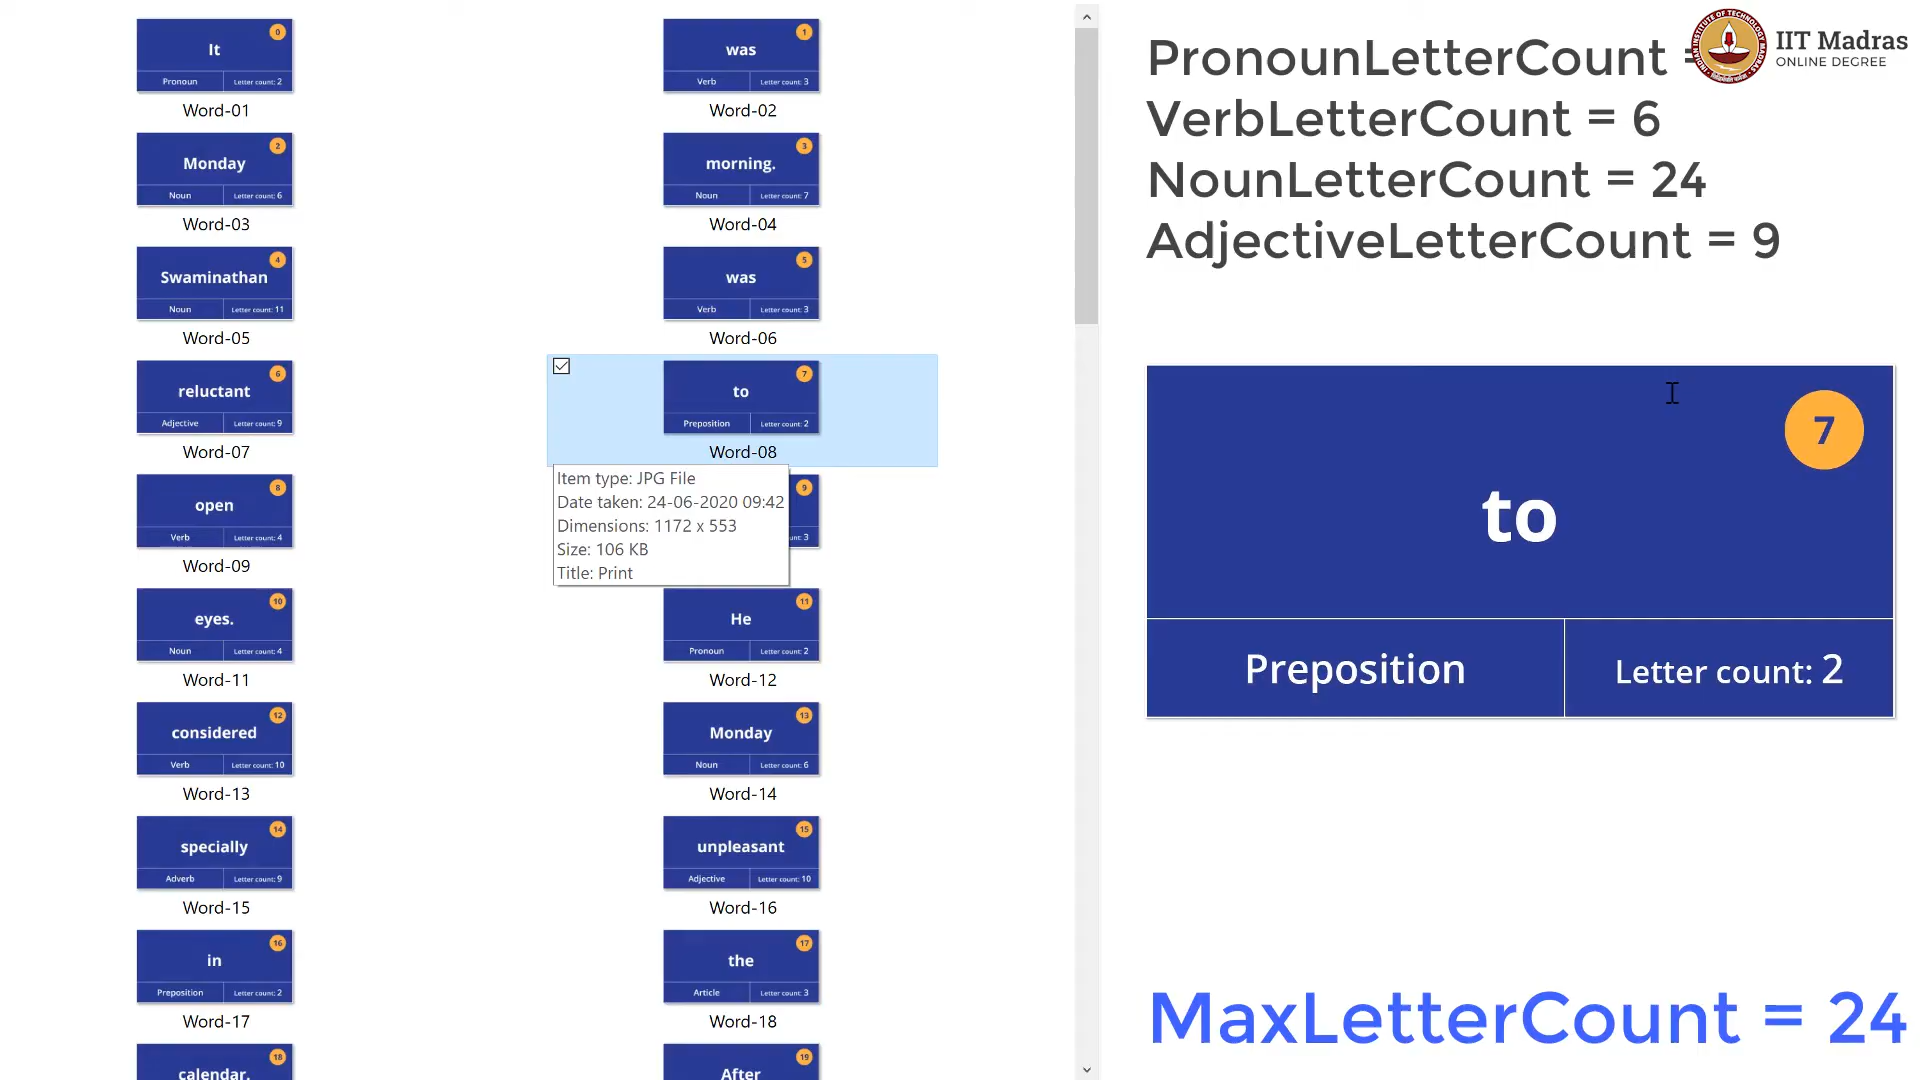 0
It
Pronoun Letter count: 2
Word-01
1
was
Verb Letter count: 3
Word-02
2
Monday
Noun Letter count: 6
Word-03
3
morning.
Noun Letter count: 7
Word-04
4
Swaminathan
Noun Letter count: 11
Word-05
5
was
Verb Letter count: 3
Word-06
6
reluctant
Adjective Letter count: 9
Word-07
7
to
Preposition Letter count: 2
Word-08
8
open
Verb Letter count: 4
Word-09
9
unt: 3
Item type: JPG File
Date taken: 24-06-2020 09:42
Dimensions: 1172 x 553
Size: 106 KB
Title: Print
10
eyes.
Noun Letter count: 4
Word-11
11
He
Pronoun Letter count: 2
Word-12
12
considered
Verb Letter count: 10
Word-13
13
Monday
Noun Letter count: 6
Word-14
14
specially
Adverb Letter count: 9
Word-15
15
unpleasant
Adjective Letter count: 10
Word-16
16
in
Preposition Letter count: 2
Word-17
17
the
Article Letter count: 3
Word-18
18
calendar.
19
After
PronounLetterCount =
VerbLetterCount = 6
NounLetterCount = 24
AdjectiveLetterCount = 9
IIT Madras
ONLINE DEGREE
7
to
Preposition Letter count: 2
MaxLetterCount = 24